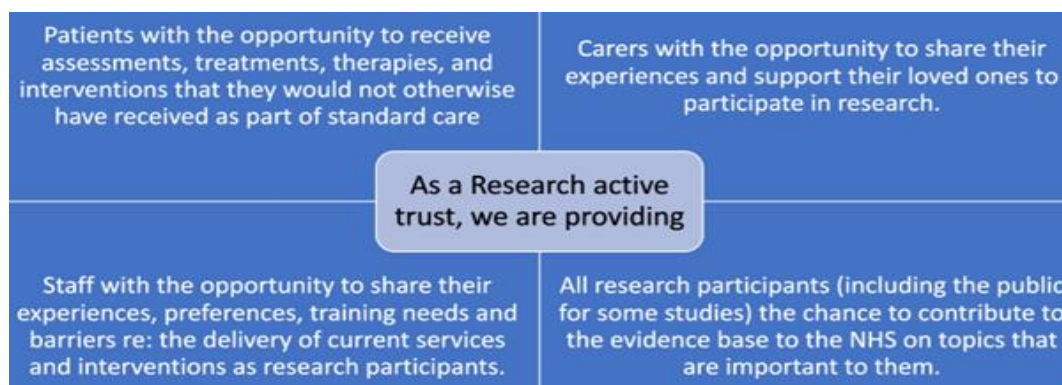 Patients with the opportunity to receive
assessments, treatments, therapies, and
interventions that they would not otherwise
have received as part of standard care
Carers with the opportunity to share their
experiences and support their loved ones to
participate in research.
As a Research active
trust, we are providing
Staff with the opportunity to share their
experiences, preferences, training needs and
barriers re: the delivery of current services
and interventions as research participants.
All research participants (including the public
for some studies) the chance to contribute to
the evidence base to the NHS on topics that
are important to them.